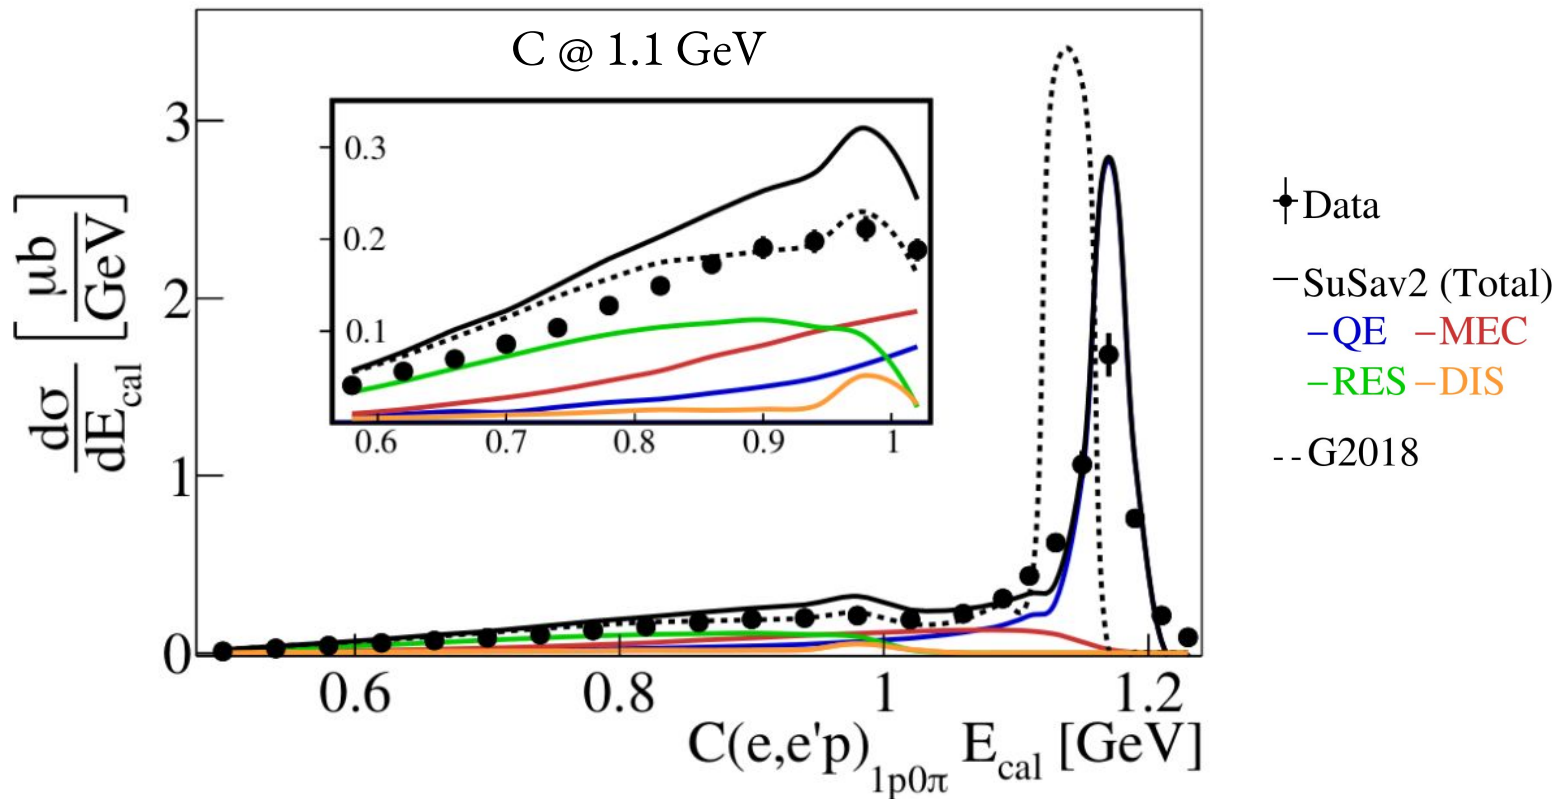 C @ 1.1 GeV
dσ
dE_cal
[μb
GeV]
3
2
1
0
0.3
0.2
0.1
0.6 0.7 0.8 0.9 1
0.6 0.8 1 1.2
C(e,e'p)_1p0π E_cal [GeV]
Data
SuSav2 (Total)
QE MEC
RES DIS
G2018